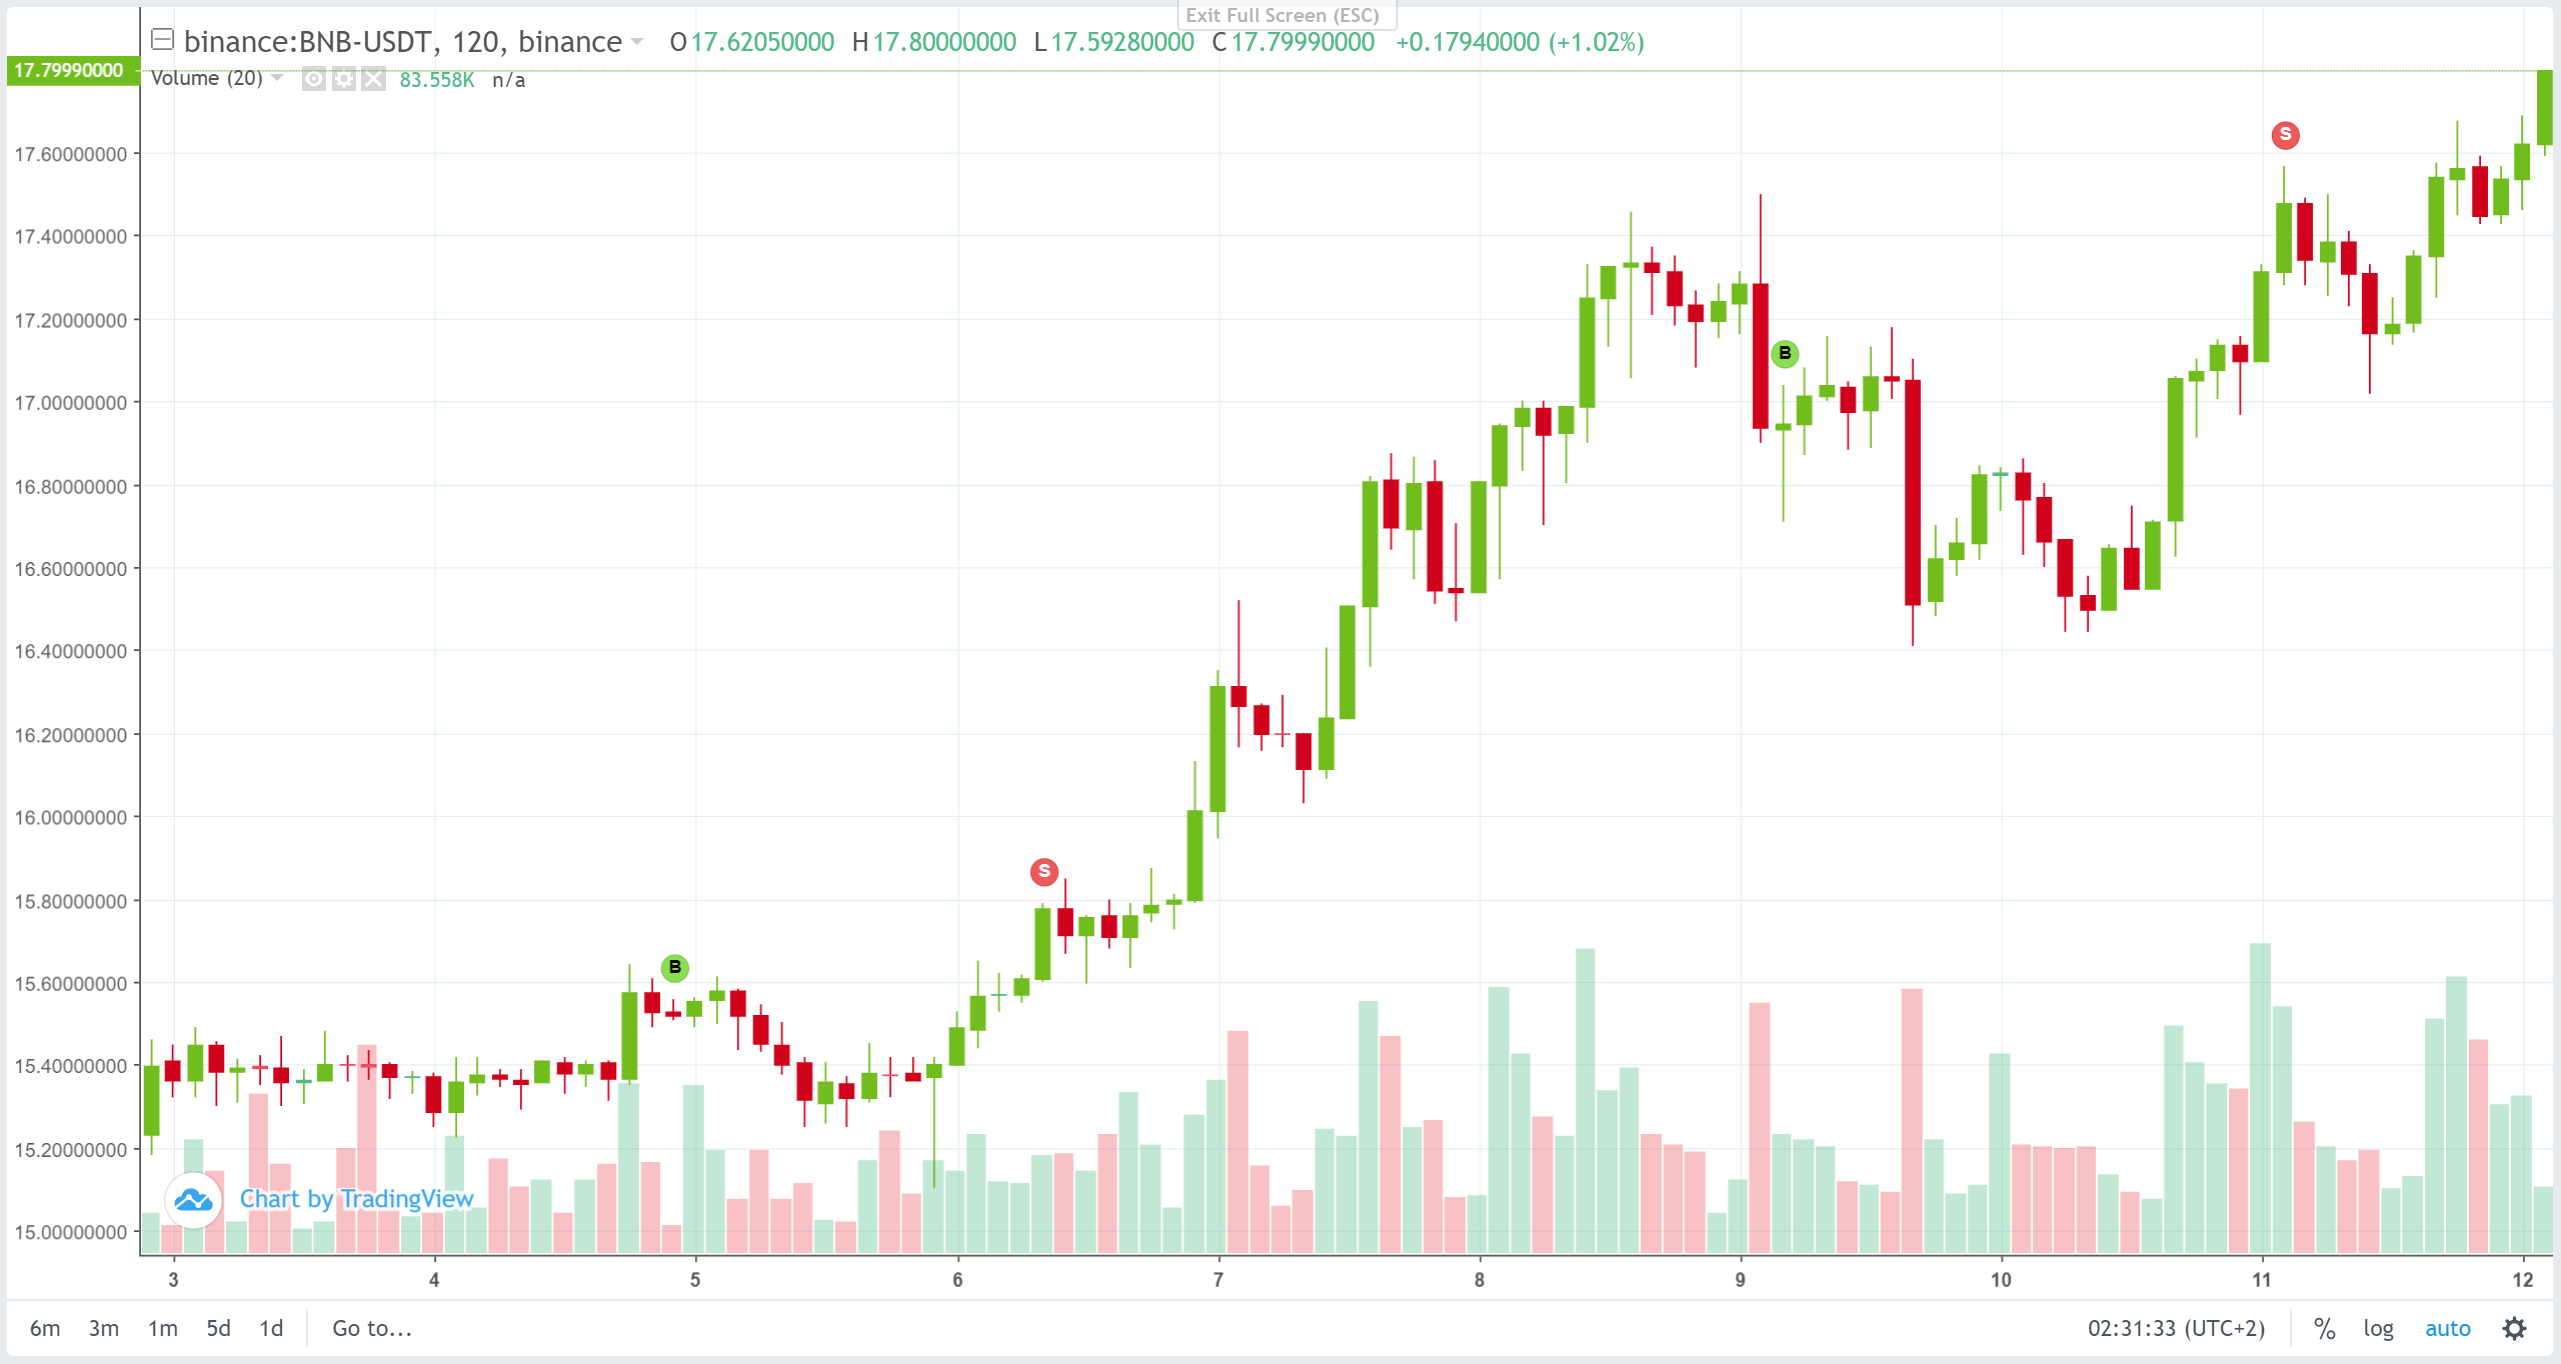 Exit Full Screen (ESC)
binance:BNB-USDT, 120, binance O 17.62050000 H 17.80000000 L 17.59280000 C 17.79990000 +0.17940000 (+1.02%)
17.79990000
Volume (20) 83.558K n/a
S
17.60000000
17.40000000
17.20000000
B
17.00000000
16.80000000
16.60000000
16.40000000
16.20000000
16.00000000
S
15.80000000
B
15.60000000
15.40000000
15.20000000
Chart by TradingView
15.00000000
3 4 5 6 7 8 9 10 11 12
6m 3m 1m 5d 1d Go to... 02:31:33 (UTC+2) % log auto